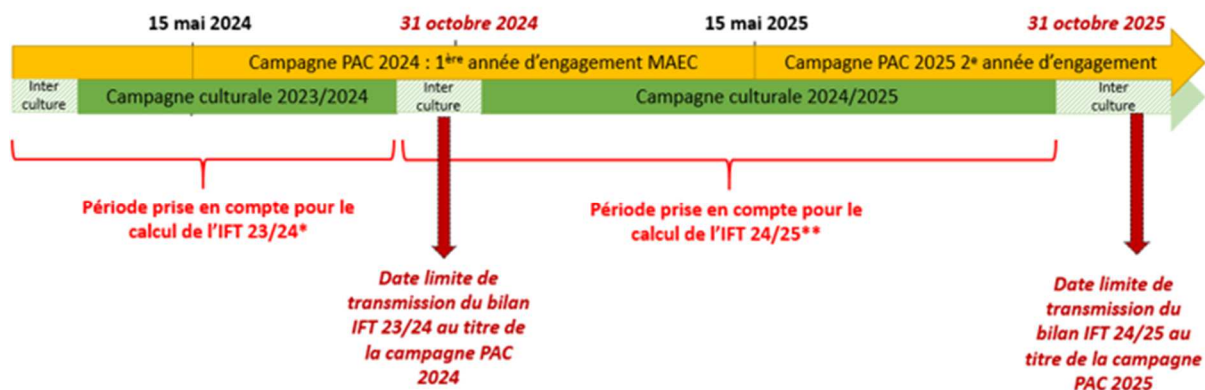 15 mai 2024
31 octobre 2024
15 mai 2025
31 octobre 2025
Campagne PAC 2024 : 1ère année d'engagement MAEC
Campagne PAC 2025 2e année d'engagement
Inter
culture
Campagne culturale 2023/2024
Inter
culture
Campagne culturale 2024/2025
Inter
culture
Période prise en compte pour le
calcul de l'IFT 23/24*
Période prise en compte pour le
calcul de l'IFT 24/25**
Date limite de
transmission du bilan
IFT 23/24 au titre de
la campagne PAC
2024
Date limite de
transmission du
bilan IFT 24/25 au
titre de la campagne
PAC 2025